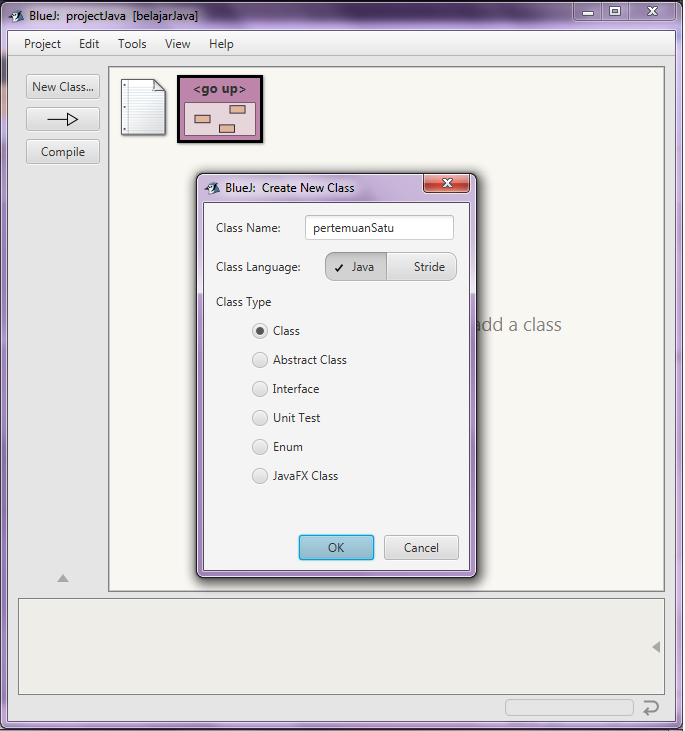 BlueJ:  projectJava  [belajarJava]
Project Edit Tools View Help
New Class...
Compile
<go up>
BlueJ:  Create New Class
Class Name: pertemuanSatu
Class Language: Java Stride
Class Type
Class
add a class
Abstract Class
Interface
Unit Test
Enum
JavaFX Class
OK Cancel